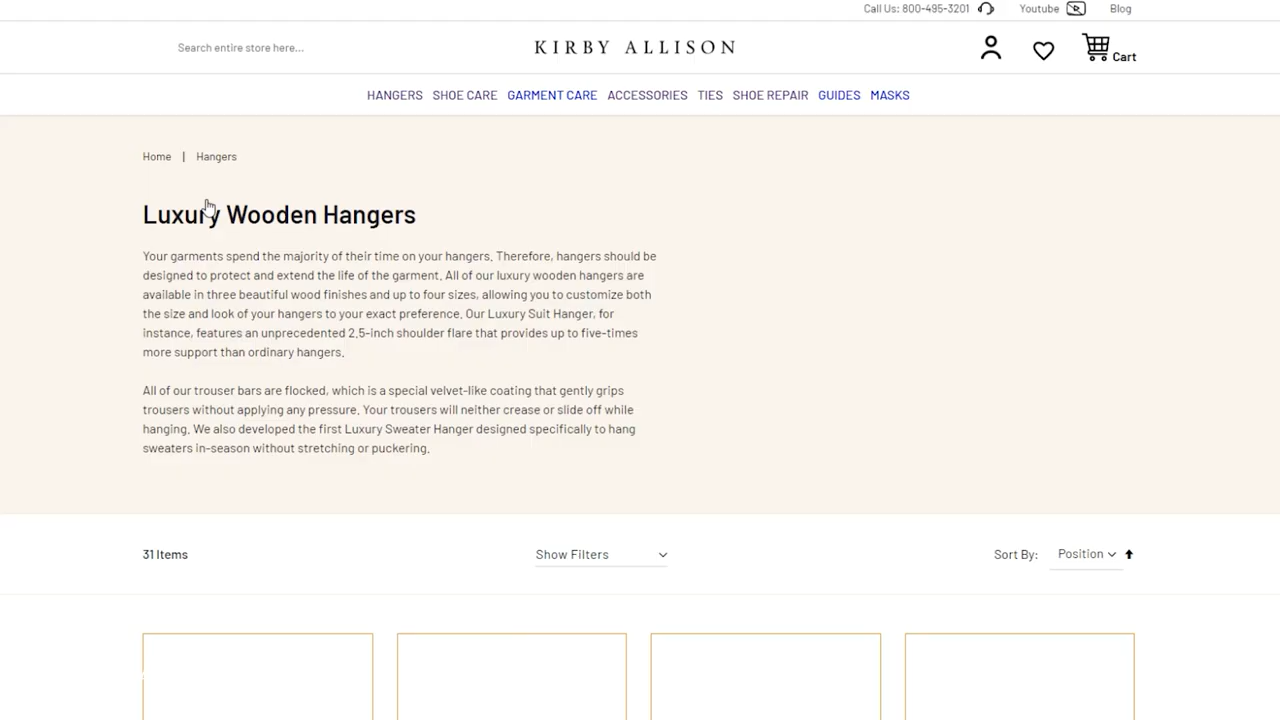 Call Us: 800-495-3201 Youtube Blog
Search entire store here...
KIRBY ALLISON
Cart
HANGERS SHOE CARE GARMENT CARE ACCESSORIES TIES SHOE REPAIR GUIDES MASKS
Home | Hangers
Luxury Wooden Hangers
Your garments spend the majority of their time on your hangers. Therefore, hangers should be
designed to protect and extend the life of the garment. All of our luxury wooden hangers are
available in three beautiful wood finishes and up to four sizes, allowing you to customize both
the size and look of your hangers to your exact preference. Our Luxury Suit Hanger, for
instance, features an unprecedented 2.5-inch shoulder flare that provides up to five-times
more support than ordinary hangers.
All of our trouser bars are flocked, which is a special velvet-like coating that gently grips
trousers without applying any pressure. Your trousers will neither crease or slide off while
hanging. We also developed the first Luxury Sweater Hanger designed specifically to hang
sweaters in-season without stretching or puckering.
31 Items
Show Filters
Sort By: Position